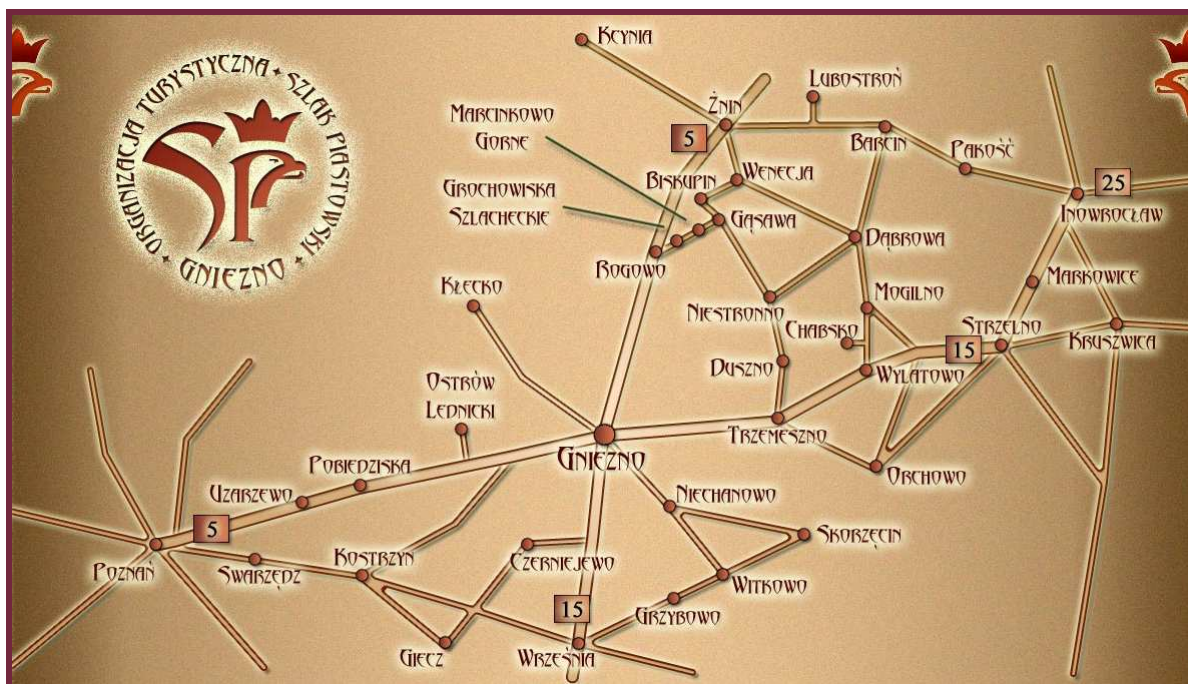 ORGANIZACJA TURYSTYCZNA • SZLAK PIASTOWSKI •
GNIEZNO
KCYNIA
LUBOSTROŃ
ŻNIN
MARCINKOWO
GORNE
5
BARCIN
PAKOŚĆ
WENECJA
BISKUPIN
25
GROCHOWISKA
SZLACHECKIE
GĄSAWA
INOWROCŁAW
DĄBROWA
ROGOWO
MARKOWICE
KŁECKO
MOGILNO
NIESTRONNO
CHABSKO
STRZELNO
KRUSZWICA
15
DUSZNO
WYLATOWO
OSTRÓW
LEDNICKI
TRZEMESZNO
GNIEZNO
POBIEDZISKA
ORCHOWO
UZARZEWO
NIECHANOWO
5
SKORZĘCIN
POZNAŃ
SWARZĘDZ
KOSTRZYN
CZERNIEJEWO
WITKOWO
15
GRZYBOWO
GIECZ
WRZEŚNIA